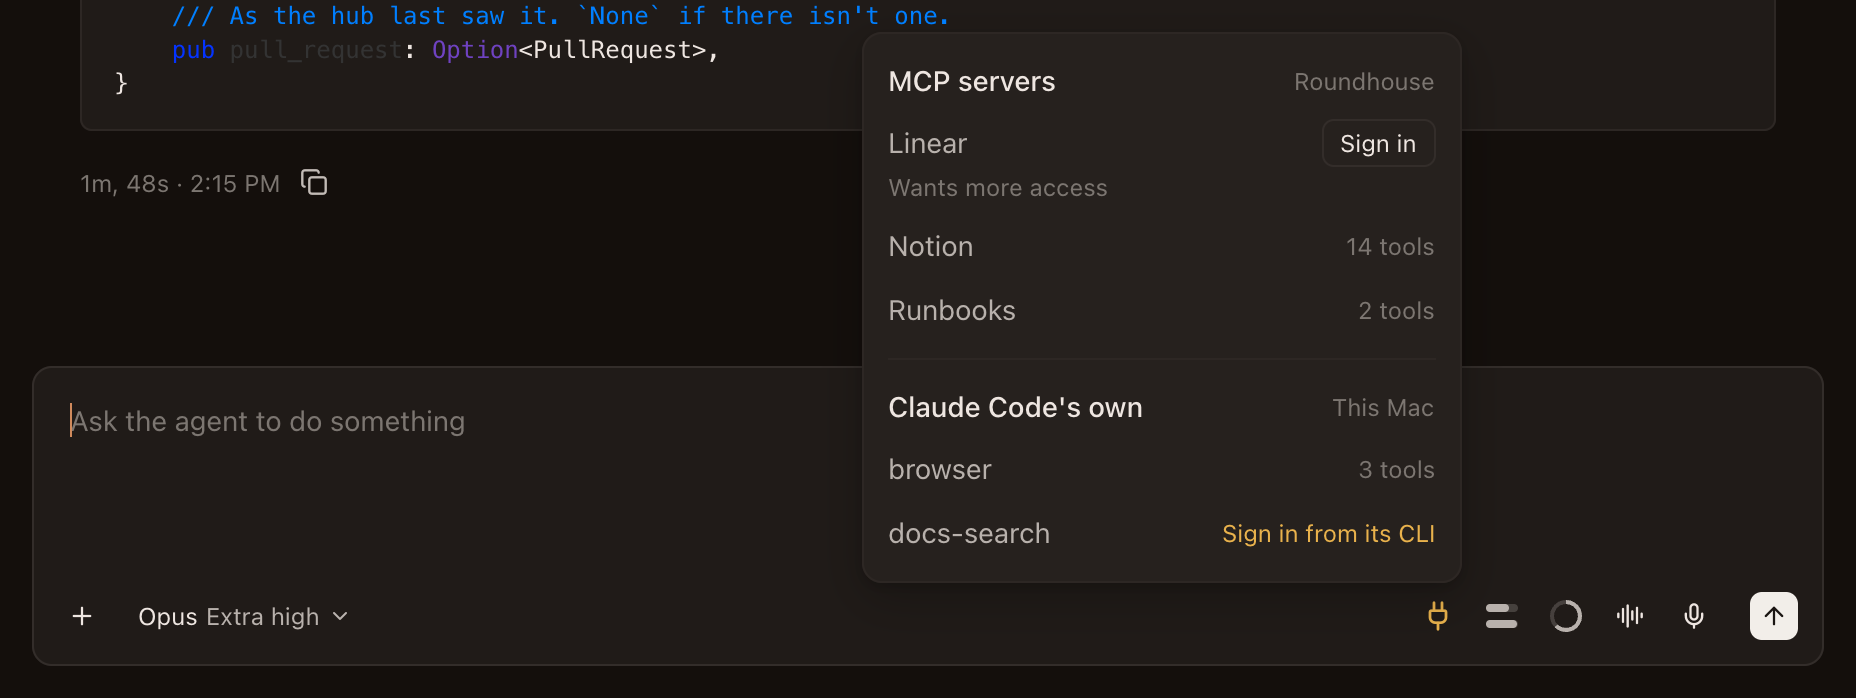 /// As the hub last saw it. `None` if there isn't one.
pub pull_request: Option<PullRequest>,
}
1m, 48s · 2:15 PM
MCP servers Roundhouse
Linear Sign in
Wants more access
Notion 14 tools
Runbooks 2 tools
Claude Code's own This Mac
browser 3 tools
docs-search Sign in from its CLI
Ask the agent to do something
Opus Extra high